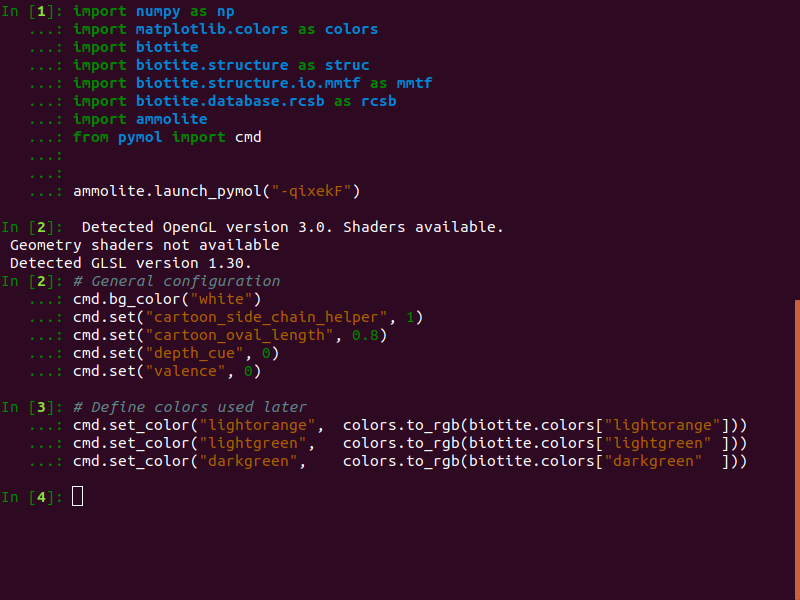 In [1]: import numpy as np
   ...: import matplotlib.colors as colors
   ...: import biotite
   ...: import biotite.structure as struc
   ...: import biotite.structure.io.mmtf as mmtf
   ...: import biotite.database.rcsb as rcsb
   ...: import ammolite
   ...: from pymol import cmd
   ...:
   ...:
   ...: ammolite.launch_pymol("-qixekF")
In [2]:  Detected OpenGL version 3.0. Shaders available.
 Geometry shaders not available
 Detected GLSL version 1.30.
In [2]: # General configuration
   ...: cmd.bg_color("white")
   ...: cmd.set("cartoon_side_chain_helper", 1)
   ...: cmd.set("cartoon_oval_length", 0.8)
   ...: cmd.set("depth_cue", 0)
   ...: cmd.set("valence", 0)
In [3]: # Define colors used later
   ...: cmd.set_color("lightorange",  colors.to_rgb(biotite.colors["lightorange"]))
   ...: cmd.set_color("lightgreen",   colors.to_rgb(biotite.colors["lightgreen" ]))
   ...: cmd.set_color("darkgreen",    colors.to_rgb(biotite.colors["darkgreen"  ]))
In [4]: